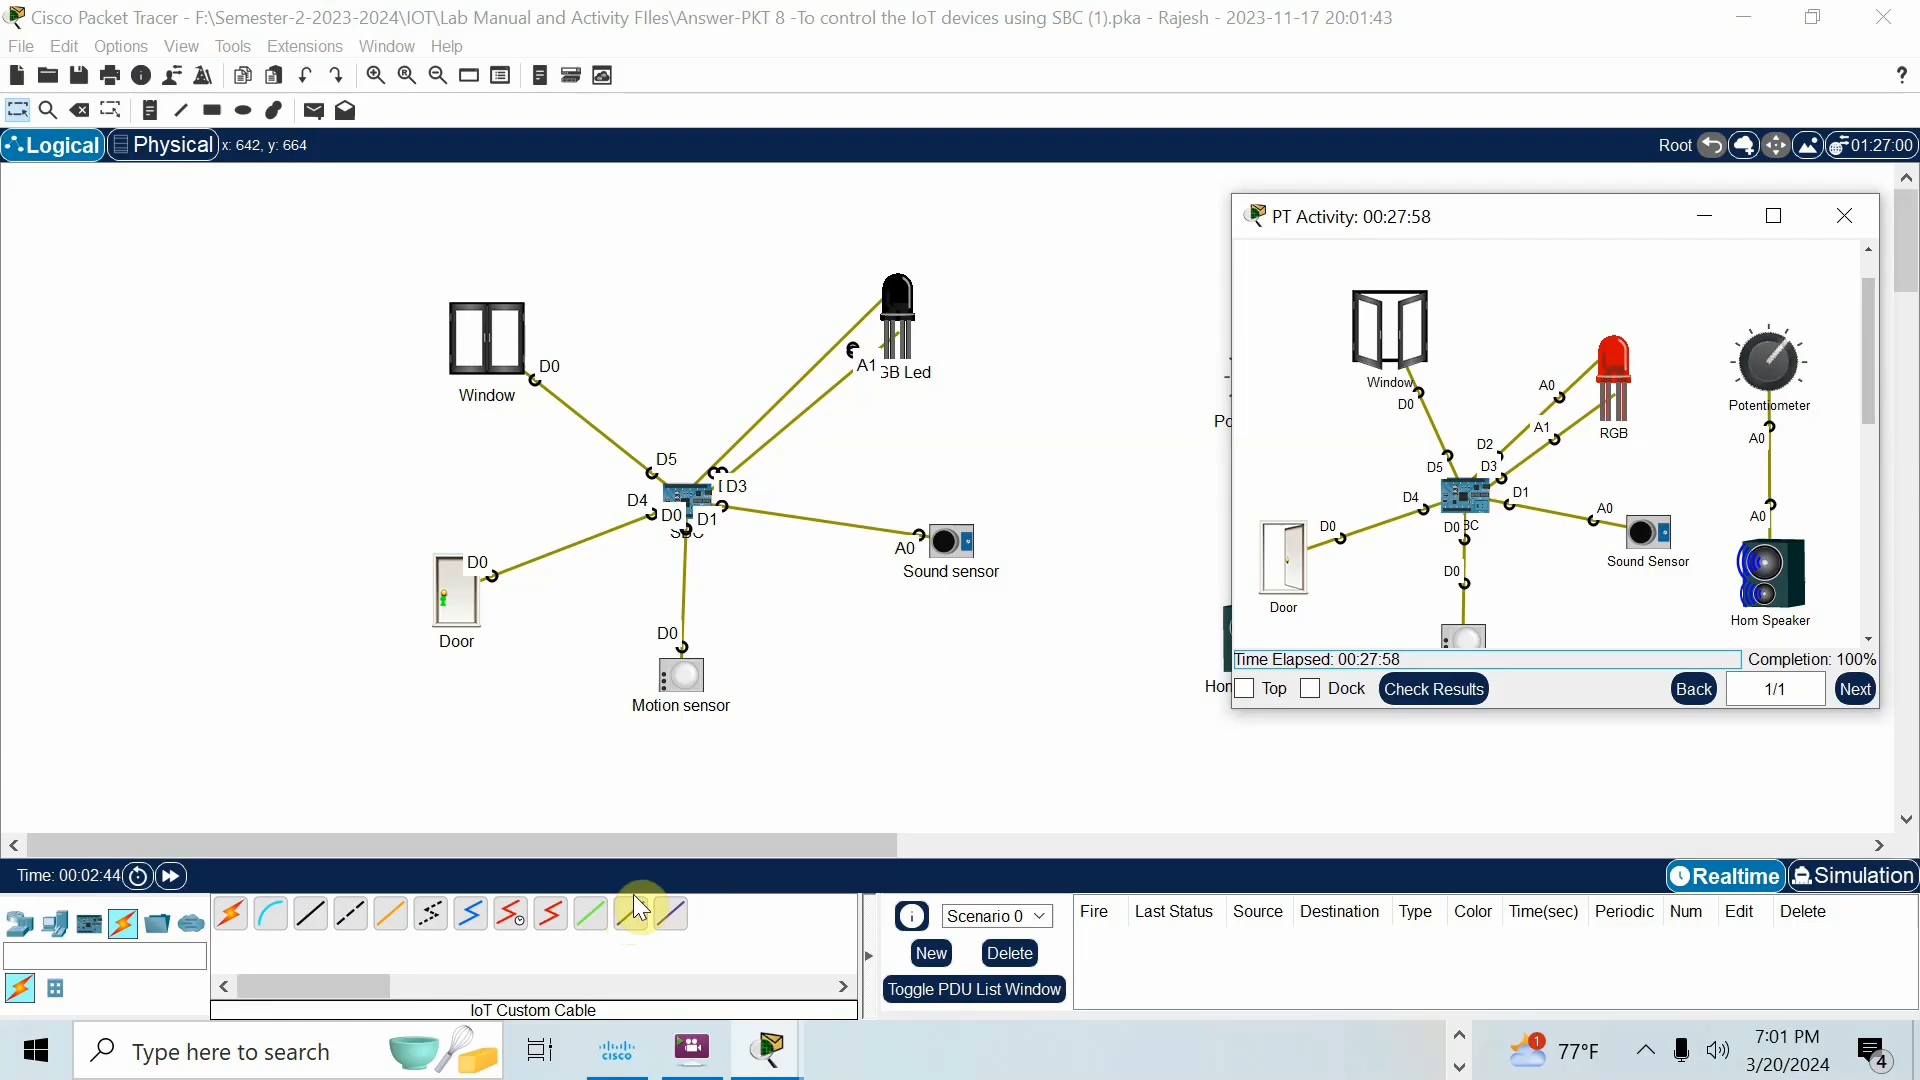 Cisco Packet Tracer - F:\Semester-2-2023-2024\IOT\Lab Manual and Activity FIles\Answer-PKT 8 -To control the IoT devices using SBC (1).pka - Rajesh - 2023-11-17 20:01:43
File Edit Options View Tools Extensions Window Help
?
Logical Physical x: 642, y: 664
Root 01:27:00
PT Activity: 00:27:58
Window
D0
A1
GB Led
D5
D4
D0
D1
D3
D0
Door
D0
Motion sensor
A0
Sound sensor
Window
D0
A0
A1
RGB
Potentiometer
A0
D2
D3
D5
D4
D1
D0
D0
A0
A0
Sound Sensor
Door
D0
Hom Speaker
Time Elapsed: 00:27:58 Completion: 100%
Top Dock Check Results Back 1/1 Next
Time: 00:02:44
Realtime Simulation
Scenario 0
New Delete
Toggle PDU List Window
Fire Last Status Source Destination Type Color Time(sec) Periodic Num Edit Delete
IoT Custom Cable
Type here to search
cisco
1
77°F
7:01 PM
3/20/2024
4